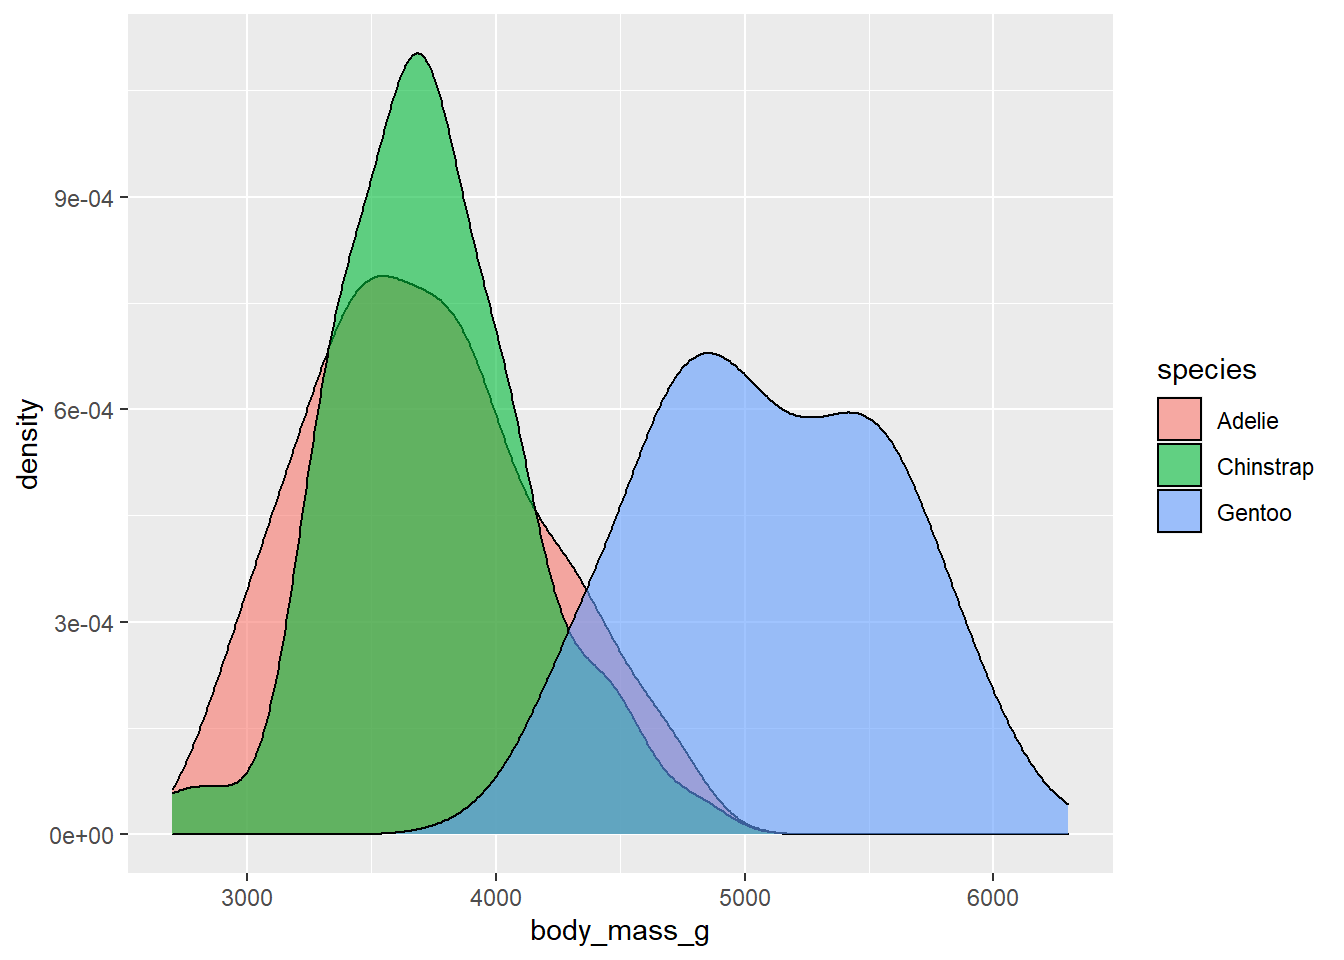 9e-04
6e-04
3e-04
0e+00
density
3000 4000 5000 6000
body_mass_g
species
Adelie
Chinstrap
Gentoo